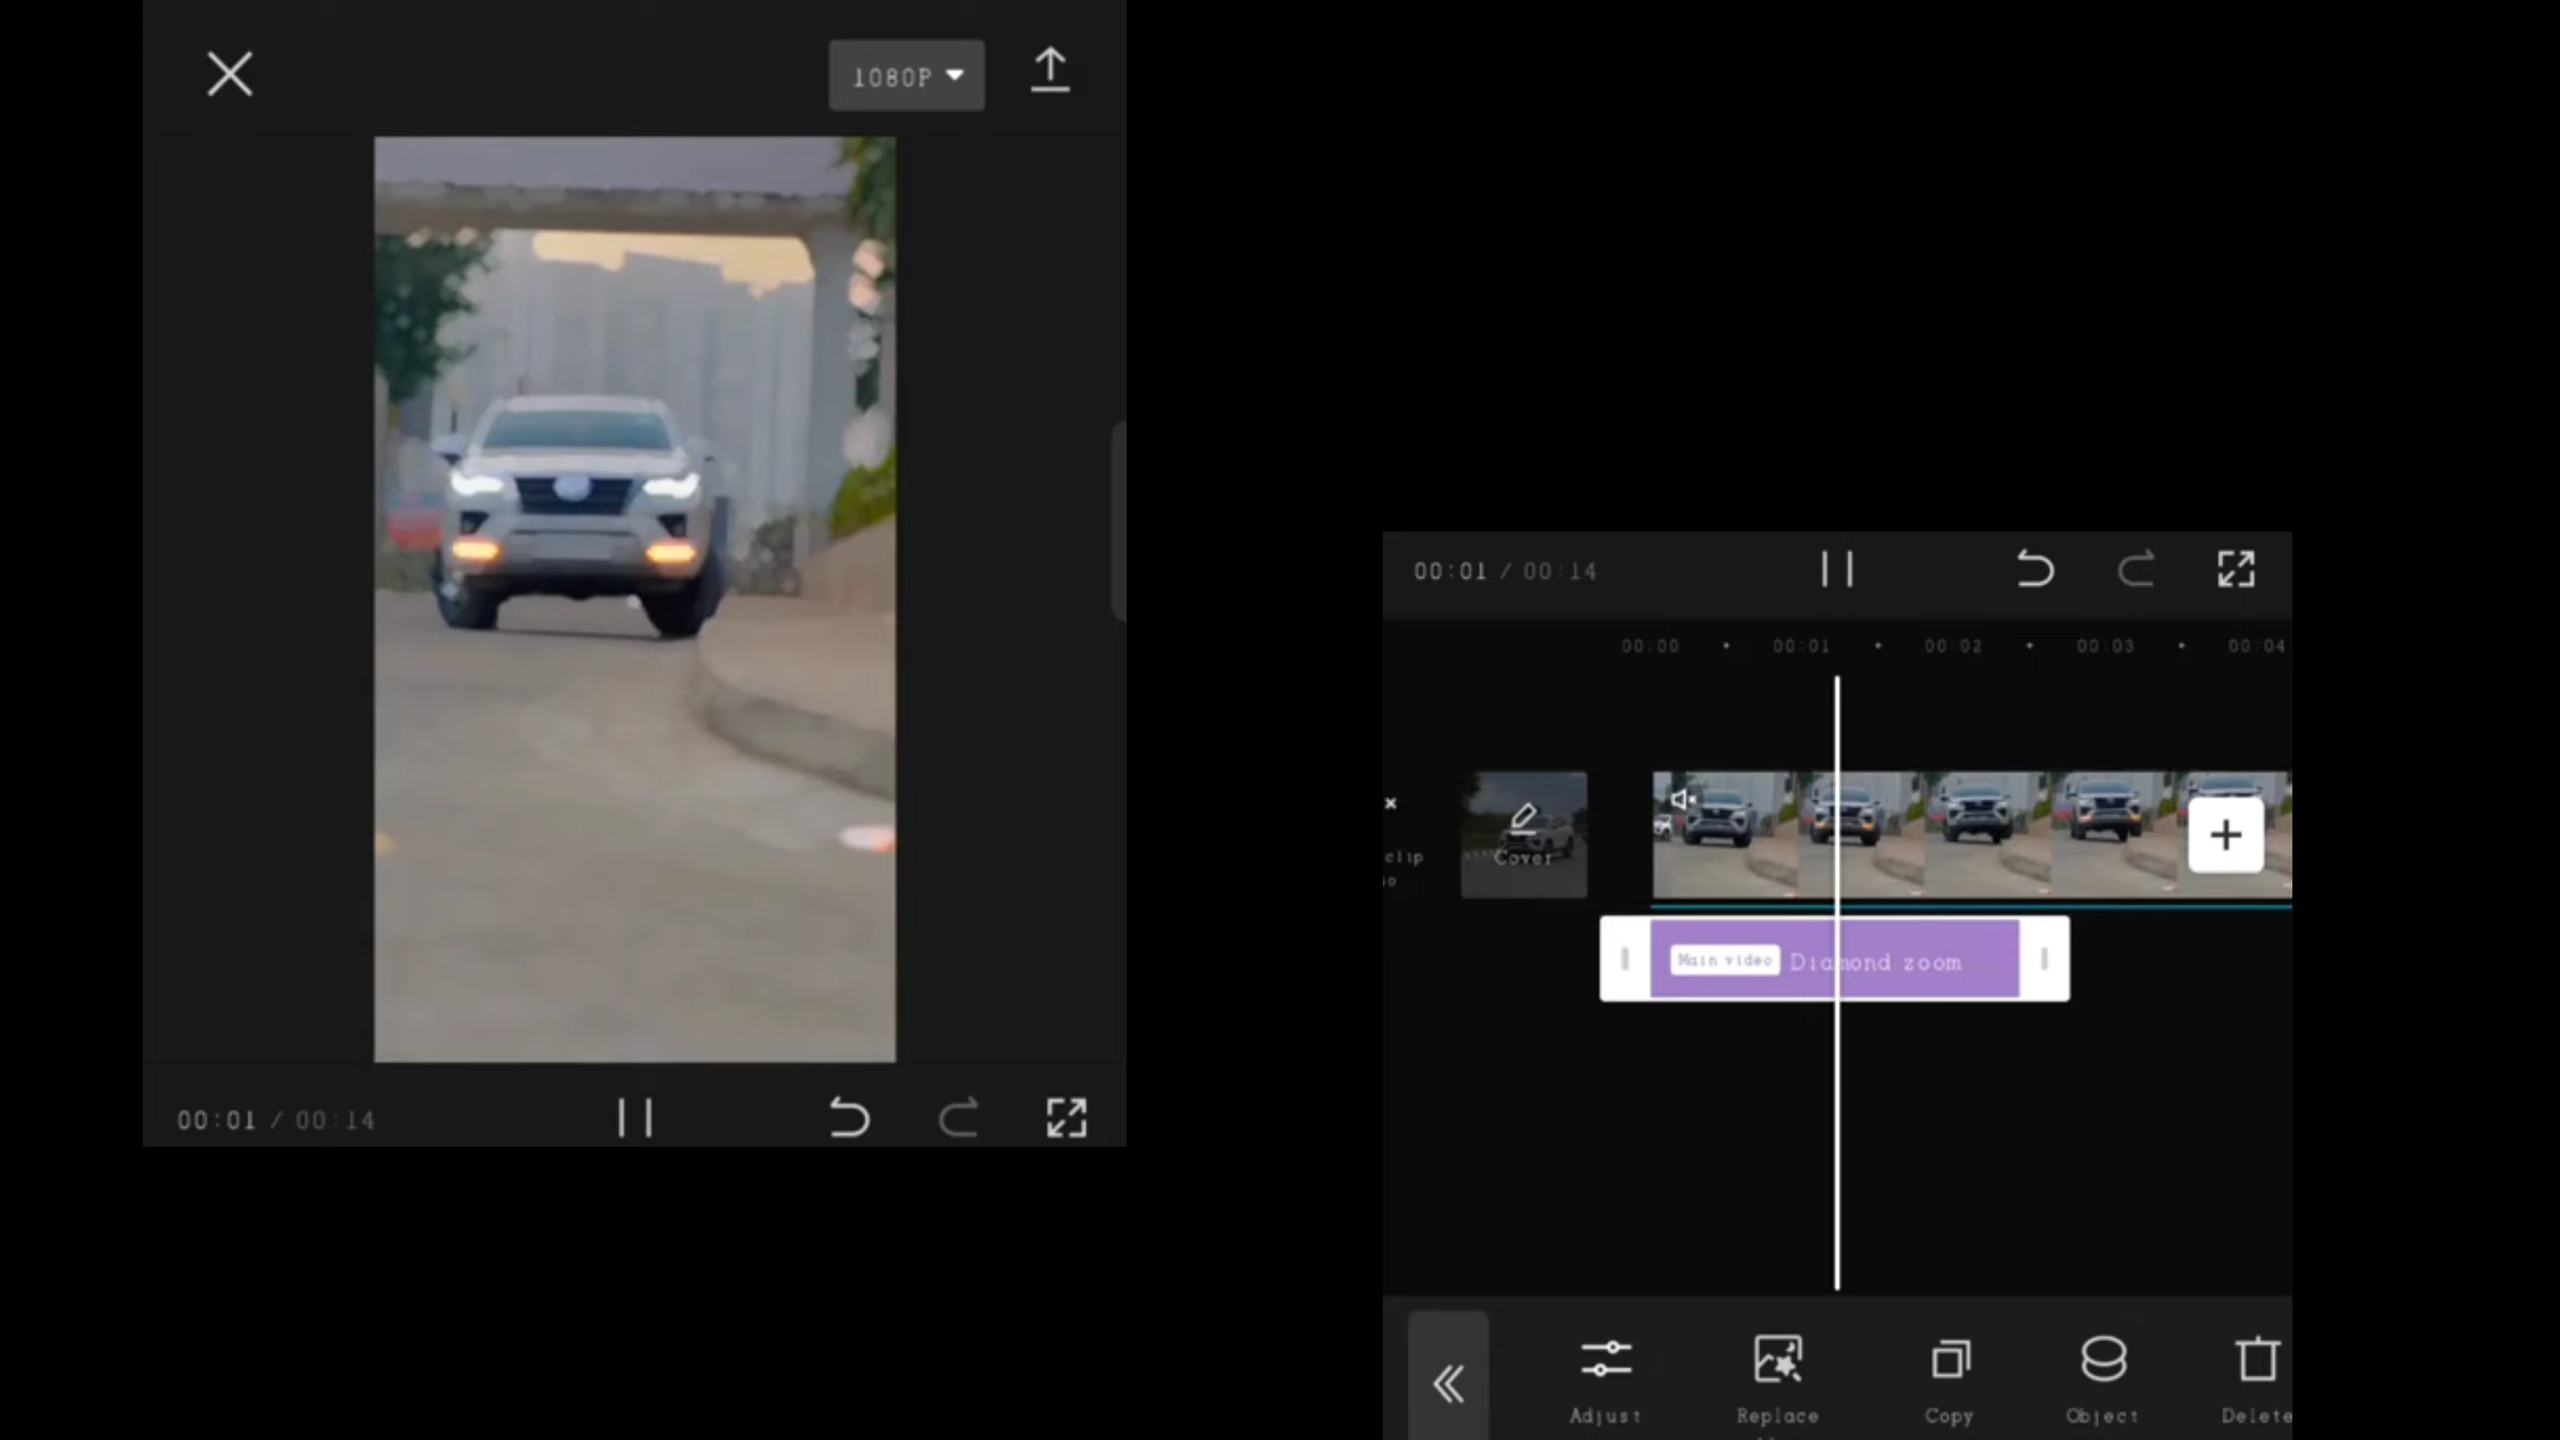 1080P
00:01 / 00:14
00:01 / 00:14
00:00 00:01 00:02 00:03 00:04
clip
Cover
Main video Diamond zoom
Adjust Replace Copy Object Delete